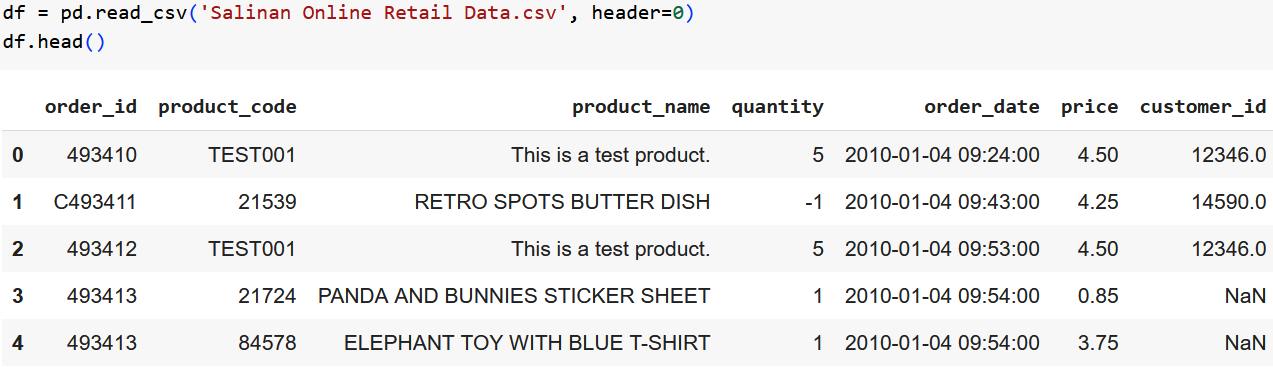 df = pd.read_csv('Salinan Online Retail Data.csv', header=0)
df.head()
order_id product_code product_name quantity order_date price customer_id
0 493410 TEST001 This is a test product. 5 2010-01-04 09:24:00 4.50 12346.0
1 C493411 21539 RETRO SPOTS BUTTER DISH -1 2010-01-04 09:43:00 4.25 14590.0
2 493412 TEST001 This is a test product. 5 2010-01-04 09:53:00 4.50 12346.0
3 493413 21724 PANDA AND BUNNIES STICKER SHEET 1 2010-01-04 09:54:00 0.85 NaN
4 493413 84578 ELEPHANT TOY WITH BLUE T-SHIRT 1 2010-01-04 09:54:00 3.75 NaN